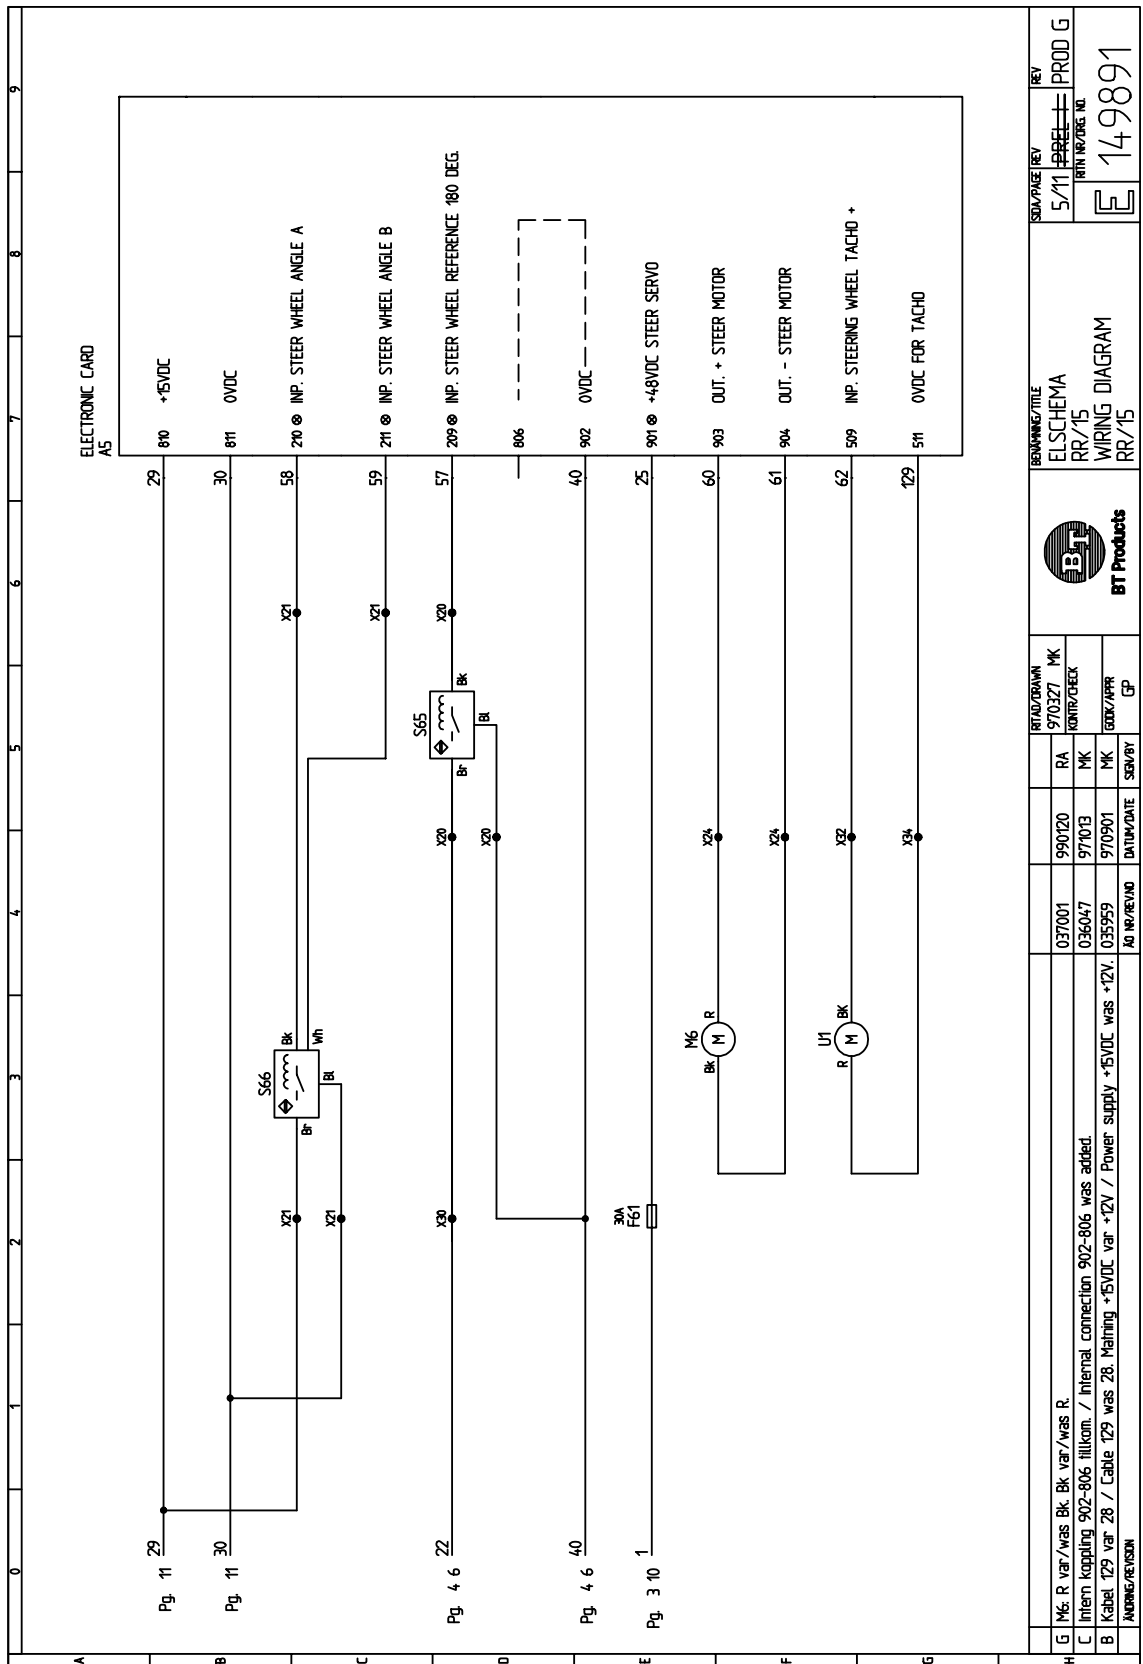 0 1 2 3 4 5 6 7 8 9
A
B
C
D
E
F
G
H
ELECTRONIC CARD
A5
Pg. 11 29 29 810 +15VDC
Pg. 11 30 30 811 0VDC
S66
Br Bk
Wh
Bl
X21 X21 58 210 ⊗ INP. STEER WHEEL ANGLE A
X21 X21 59 211 ⊗ INP. STEER WHEEL ANGLE B
S65
Br Bk
Bl
Pg. 4 6 22 X30 X20 X20 57 209 ⊗ INP. STEER WHEEL REFERENCE 180 DEG.
X20
806
Pg. 4 6 40 40 902 0VDC
30A
F61
Pg. 3 10 1 25 901 ⊗ +48VDC STEER SERVO
M6
Bk M R X24 60 903 OUT. + STEER MOTOR
X24 61 904 OUT. - STEER MOTOR
U1
R M BK X32 62 509 INP. STEERING WHEEL TACHO +
X34 129 511 0VDC FOR TACHO
G M6: R var/was Bk. Bk var/was R. 037001 990120 RA
C Intern koppling 902-806 tillkom. / Internal connection 902-806 was added. 036047 971013 MK
B Kabel 129 var 28 / Cable 129 was 28. Matning +15VDC var +12V / Power supply +15VDC was +12V. 035959 970901 MK
ÄNDRING/REVISION ÄO NR/REV.NO DATUM/DATE SIGN/BY
RITAD/DRAWN
970327 MK
KONTR/CHECK
GODK/APPR
GP
BT
BT Products
BENÄMNING/TITLE
ELSCHEMA
RR/15
WIRING DIAGRAM
RR/15
SIDA/PAGE REV REV
5/11 PREL I PROD G
RITN NR/DRG. NO.
E 149891